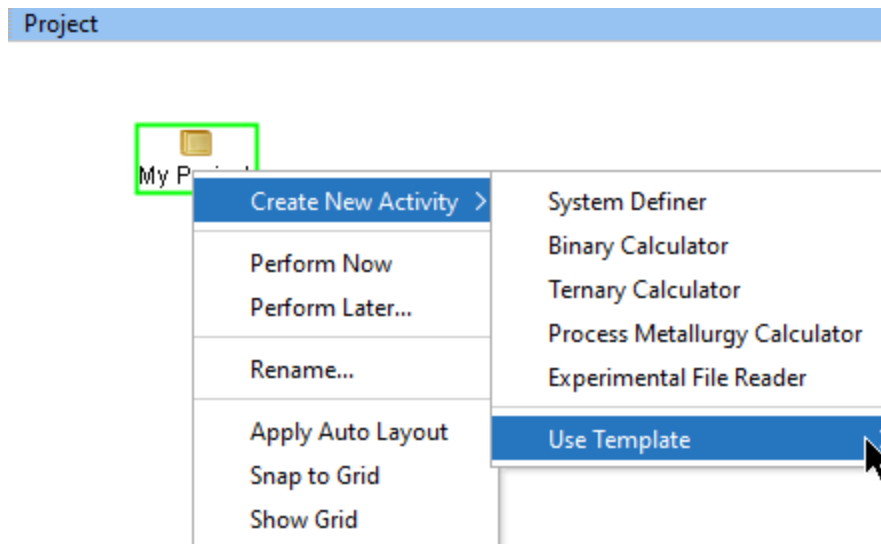 Project
My
Create New Activity
Perform Now
Perform Later...
Rename...
Apply Auto Layout
Snap to Grid
Show Grid
System Definer
Binary Calculator
Ternary Calculator
Process Metallurgy Calculator
Experimental File Reader
Use Template